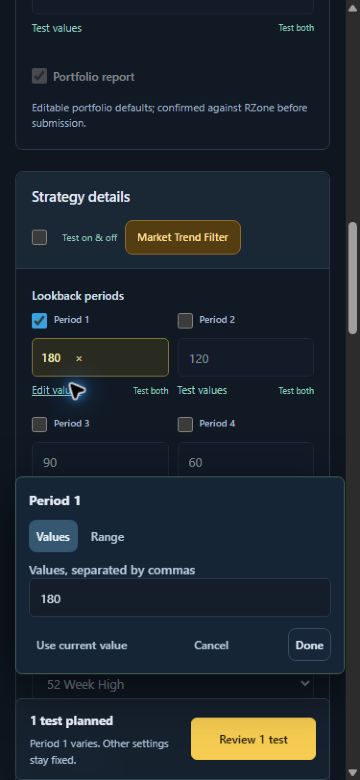 Test values
Test both
Portfolio report
Editable portfolio defaults; confirmed against RZone before
submission.
Strategy details
Test on & off
Market Trend Filter
Lookback periods
Period 1
Period 2
180 ×
120
Test both
Test values
Test both
Period 3
Period 4
90
60
Period 1
Values
Range
Values, separated by commas
180
Use current value
Cancel
Done
52 Week High
1 test planned
Period 1 varies. Other settings
stay fixed.
Review 1 test